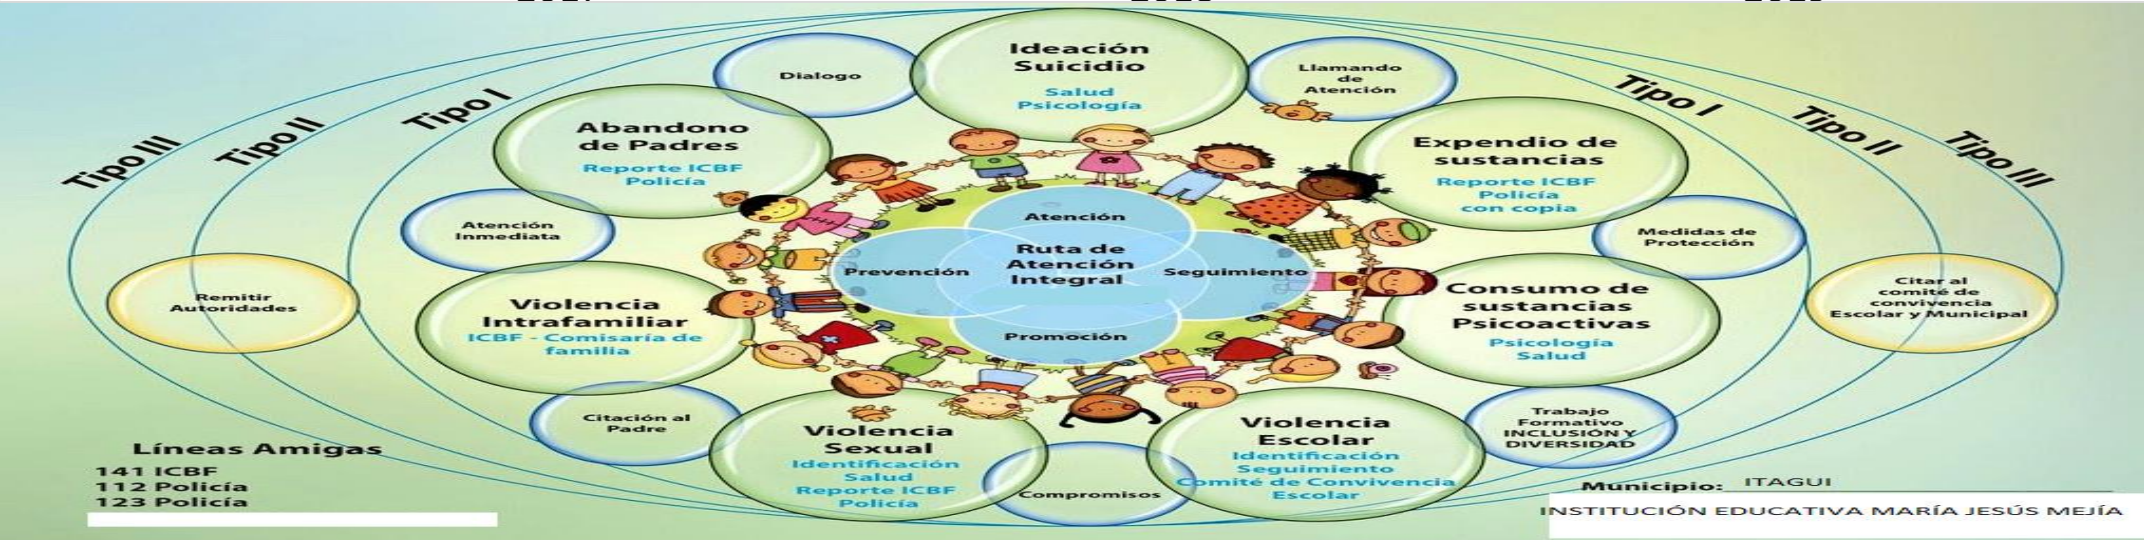 Ideación
Suicidio
Salud
Psicología
Dialogo
Llamando
de
Atención
Tipo I
Tipo II
Tipo III
Abandono
de Padres
Reporte ICBF
Policía
Expendio de
sustancias
Reporte ICBF
Policía
con copia
Tipo I
Tipo II
Tipo III
Atención
Inmediata
Medidas de
Protección
Atención
Ruta de
Atención
Integral
Prevención
Seguimiento
Promoción
Remitir
Autoridades
Violencia
Intrafamiliar
ICBF - Comisaría de
familia
Consumo de
sustancias
Psicoactivas
Psicología
Salud
Citar al
comité de
convivencia
Escolar y Municipal
Citación al
Padre
Violencia
Sexual
Identificación
Salud
Reporte ICBF
Policía
Compromisos
Violencia
Escolar
Identificación
Seguimiento
Comité de Convivencia
Escolar
Trabajo
Formativo
INCLUSIÓN Y
DIVERSIDAD
Líneas Amigas
141 ICBF
112 Policía
123 Policía
Municipio: ITAGUI
INSTITUCIÓN EDUCATIVA MARÍA JESÚS MEJÍA